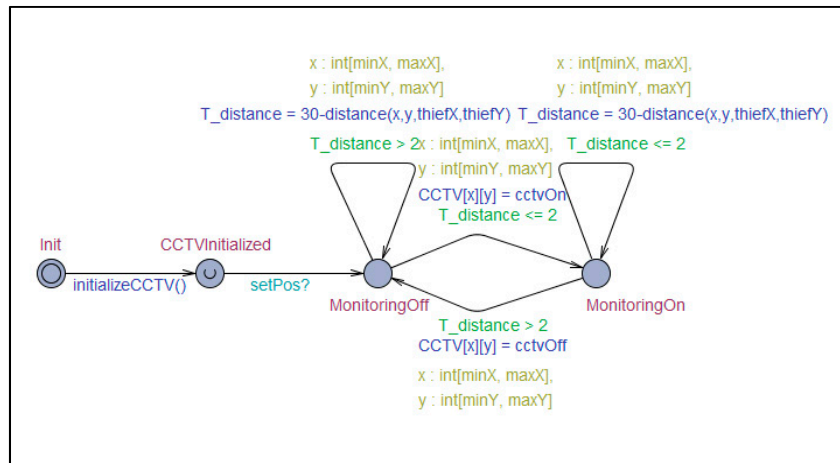 x : int[minX, maxX],
y : int[minY, maxY]
T_distance = 30-distance(x,y,thiefX,thiefY)
T_distance > 2
x : int[minX, maxX],
y : int[minY, maxY]
T_distance = 30-distance(x,y,thiefX,thiefY)
T_distance <= 2
x : int[minX, maxX],
y : int[minY, maxY]
CCTV[x][y] = cctvOn
T_distance <= 2
Init
initializeCCTV()
CCTVInitialized
setPos?
MonitoringOff
MonitoringOn
T_distance > 2
CCTV[x][y] = cctvOff
x : int[minX, maxX],
y : int[minY, maxY]